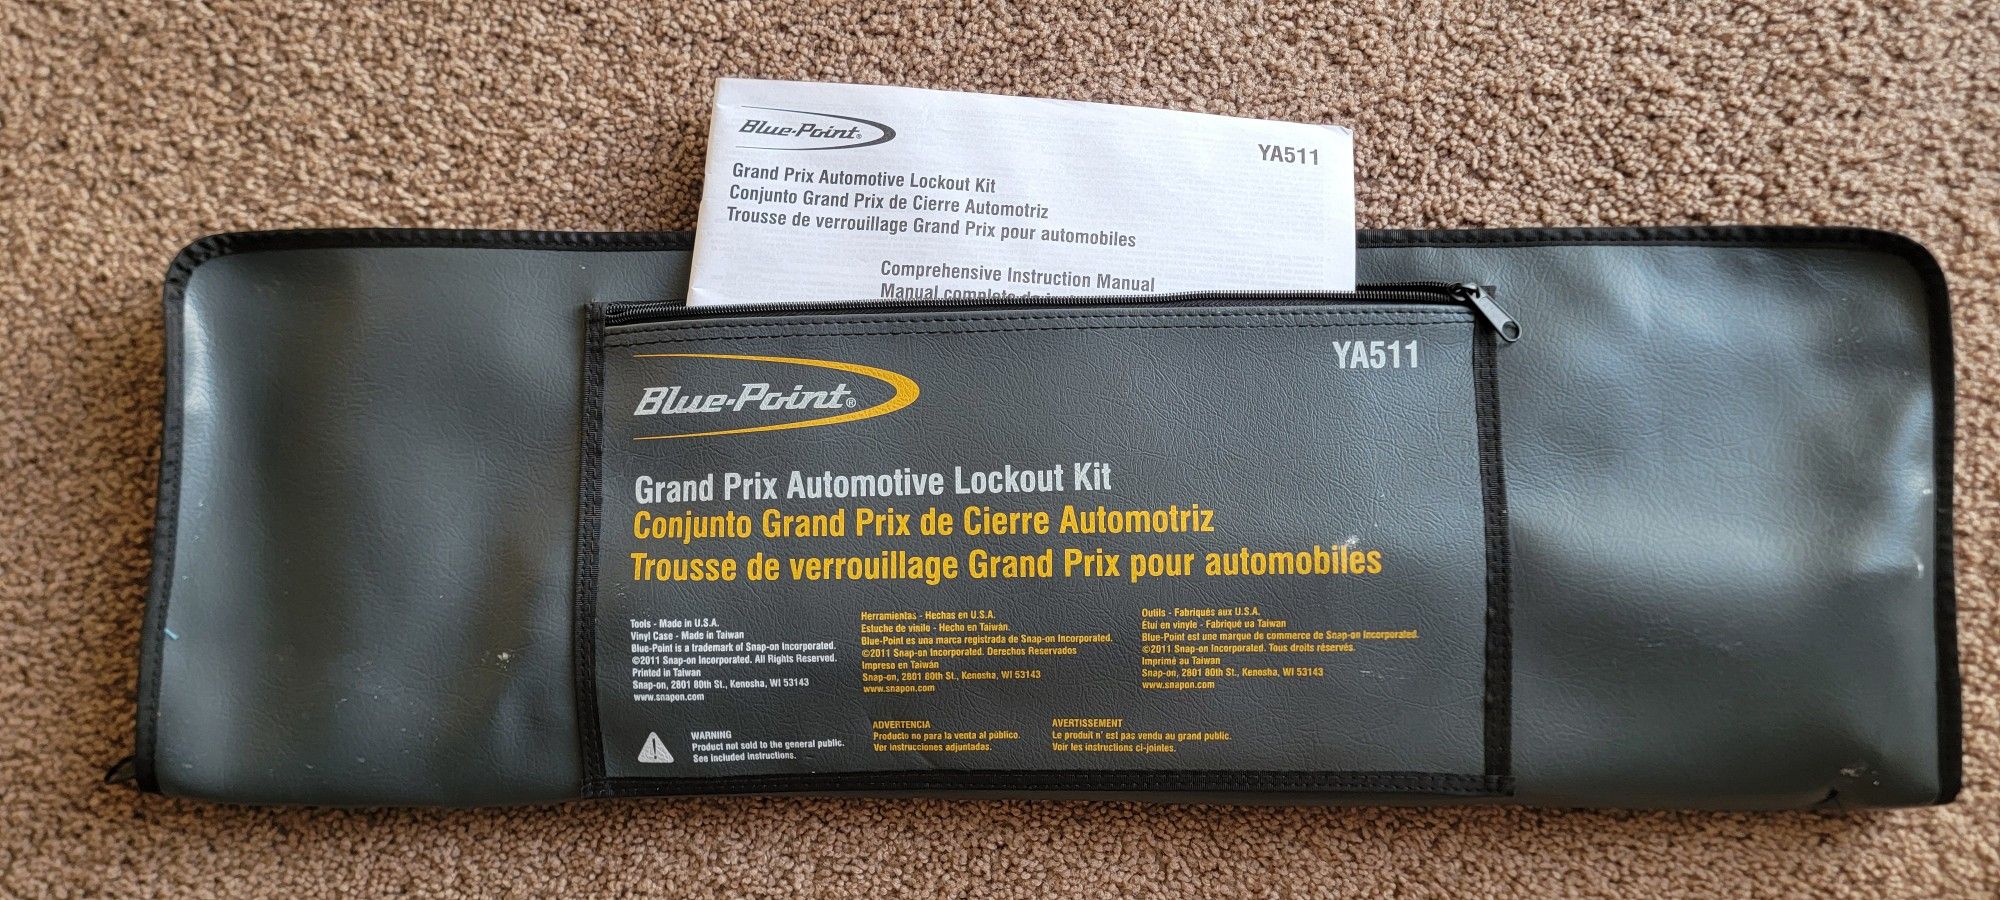 Blue-Point®
YA511
Grand Prix Automotive Lockout Kit
Conjunto Grand Prix de Cierre Automotriz
Trousse de verrouillage Grand Prix pour automobiles
Comprehensive Instruction Manual
Manual completo de
YA511
Blue-Point®
Grand Prix Automotive Lockout Kit
Conjunto Grand Prix de Cierre Automotriz
Trousse de verrouillage Grand Prix pour automobiles
Tools - Made in U.S.A.
Vinyl Case - Made in Taiwan
Blue-Point is a trademark of Snap-on Incorporated.
©2011 Snap-on Incorporated. All Rights Reserved.
Printed in Taiwan
Snap-on, 2801 80th St., Kenosha, WI 53143
www.snapon.com
Herramientas - Hechas en U.S.A.
Estuche de vinilo - Hecho en Taiwán.
Blue-Point es una marca registrada de Snap-on Incorporated.
©2011 Snap-on Incorporated. Derechos Reservados
Impreso en Taiwán
Snap-on, 2801 80th St., Kenosha, WI 53143
www.snapon.com
Outils - Fabriqués aux U.S.A.
Étui en vinyle - Fabriqué ua Taiwan
Blue-Point est une marque de commerce de Snap-on Incorporated.
©2011 Snap-on Incorporated. Tous droits réservés.
Imprimé au Taiwan
Snap-on, 2801 80th St., Kenosha, WI 53143
www.snapon.com
WARNING
Product not sold to the general public.
See included instructions.
ADVERTENCIA
Producto no para la venta al público.
Ver instrucciones adjuntadas.
AVERTISSEMENT
Le produit n' est pas vendu au grand public.
Voir les instructions ci-jointes.